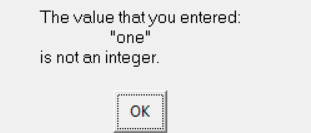 The value that you entered:
"one"
is not an integer.
OK